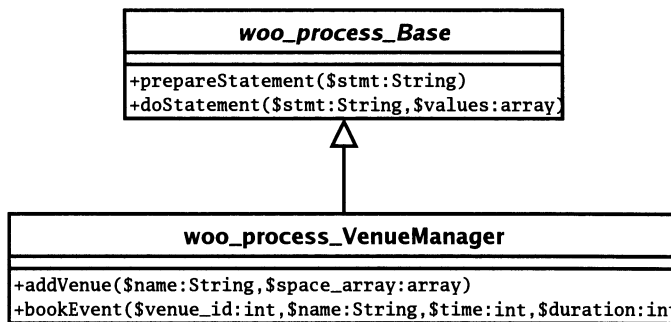 woo_process_Base
+prepareStatement($stmt:String)
+doStatement($stmt:String,$values:array)
woo_process_VenueManager
+addVenue($name:String,$space_array:array)
+bookEvent($venue_id:int,$name:String,$time:int,$duration:int